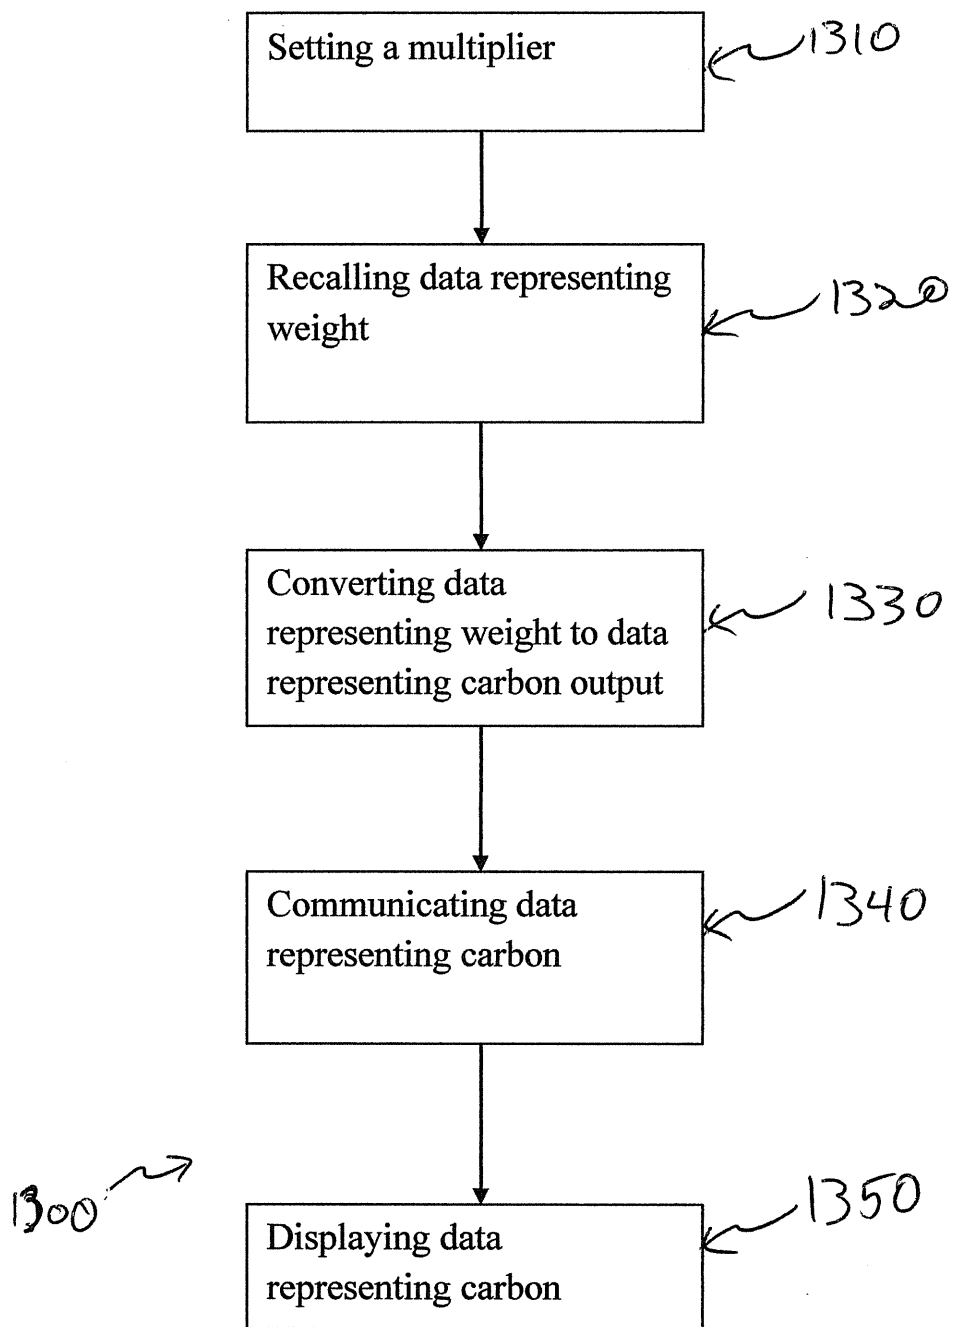 Setting a multiplier
1310
Recalling data representing
weight
1320
Converting data
representing weight to data
representing carbon output
1330
Communicating data
representing carbon
1340
1300
Displaying data
representing carbon
1350